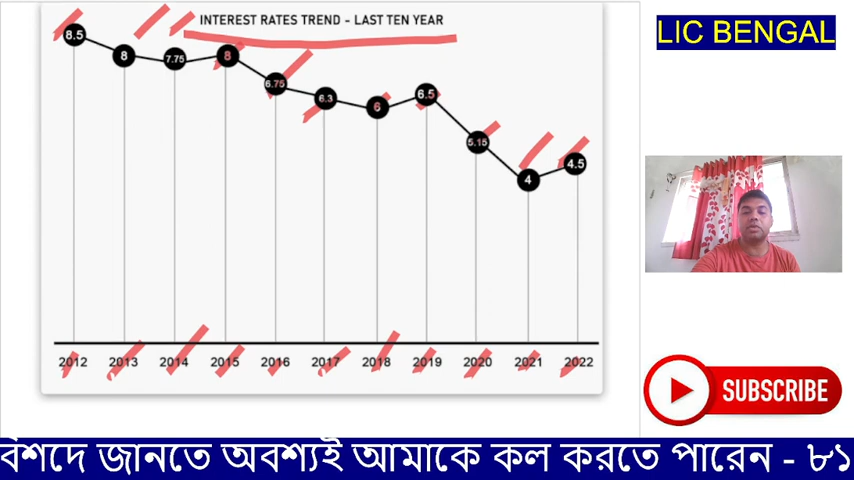 INTEREST RATES TREND - LAST TEN YEAR
LIC BENGAL
8.5 8 7.75 8 6.75 6.3 6 6.5 5.15 4 4.5
2012 2013 2014 2015 2016 2017 2018 2019 2020 2021 2022
SUBSCRIBE
বিশদে জানতে অবশ্যই আমাকে কল করতে পারেন - ৮১